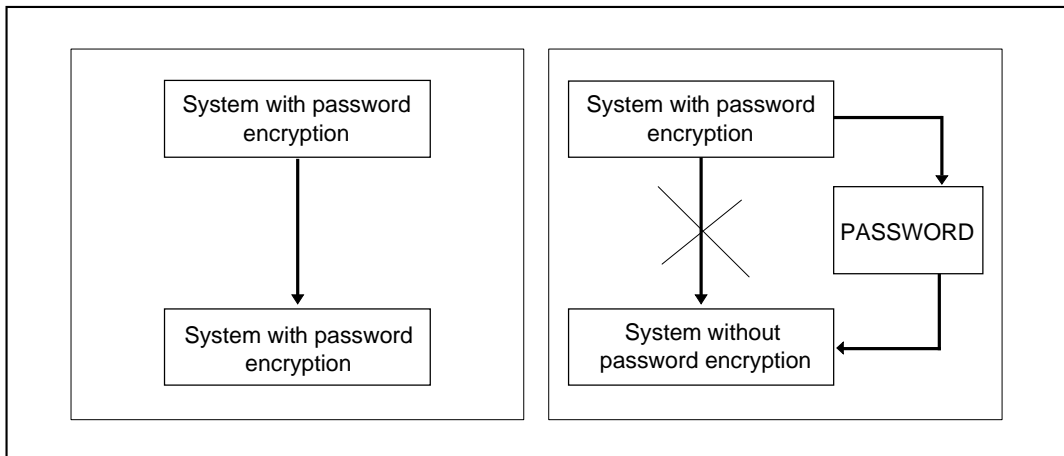 System with password
encryption
System with password
encryption
System with password
encryption
PASSWORD
System without
password encryption